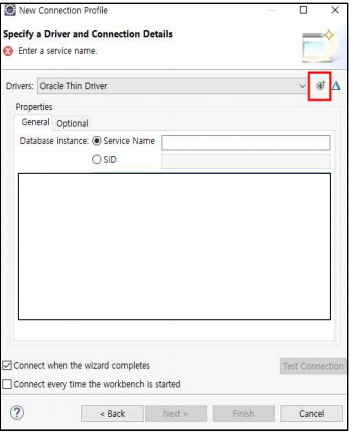 New Connection Profile
Specify a Driver and Connection Details
Enter a service name.
Drivers: Oracle Thin Driver
Properties
General Optional
Database instance: Service Name
SID
Connect when the wizard completes
Test Connection
Connect every time the workbench is started
< Back Next > Finish Cancel